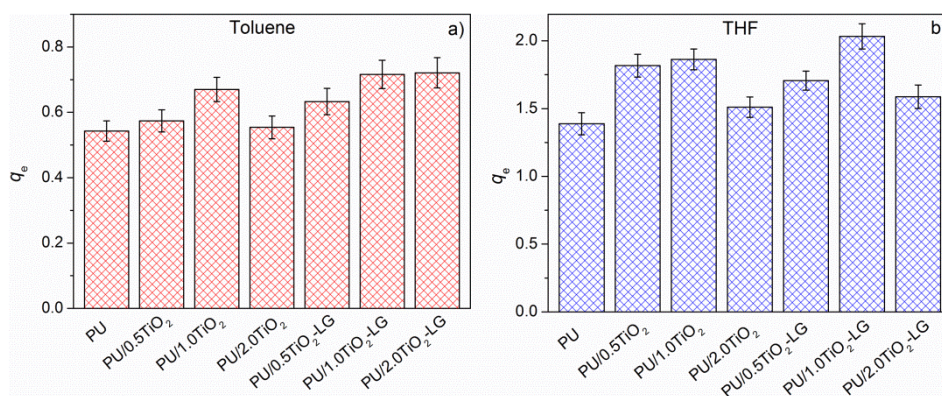 Toluene
a)
0.8
0.6
0.4
0.2
0.0
qe
PU
PU/0.5TiO2
PU/1.0TiO2
PU/2.0TiO2
PU/0.5TiO2-LG
PU/1.0TiO2-LG
PU/2.0TiO2-LG
THF
b
2.0
1.5
1.0
0.5
0.0
qe
PU
PU/0.5TiO2
PU/1.0TiO2
PU/2.0TiO2
PU/0.5TiO2-LG
PU/1.0TiO2-LG
PU/2.0TiO2-LG